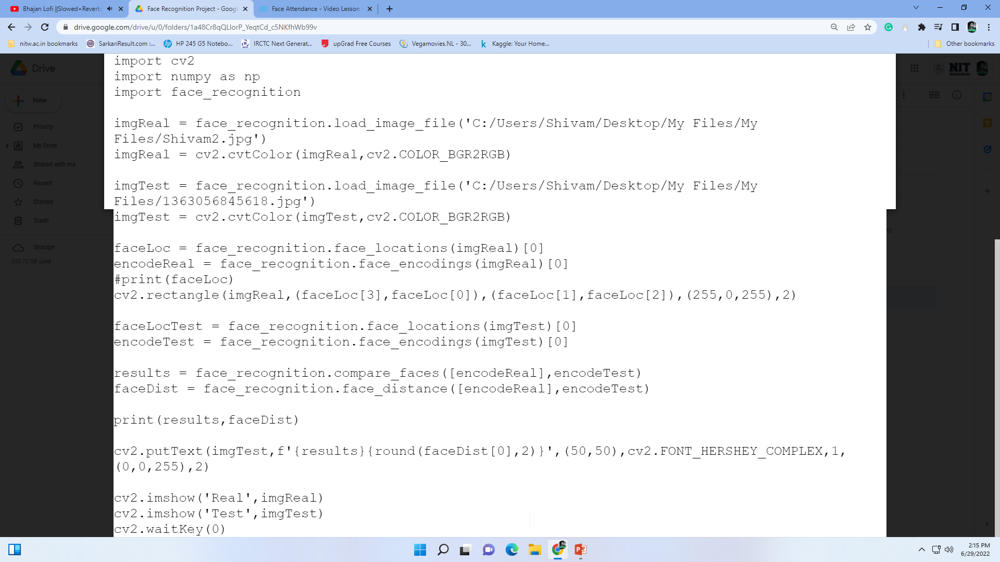 Bhajan Lofi ||Slowed+Reverb
Face Recognition Project - Goog
Face Attendance - Video Lesson
drive.google.com/drive/u/0/folders/1a48Cr8qQLIorP_YeqtCd_c5NKfhWb99v
nitw.ac.in bookmarks
SarkariResult.com :...
HP 245 G5 Notebo...
IRCTC Next Generat...
upGrad Free Courses
Vegamovies.NL - 30...
Kaggle: Your Home...
Other bookmarks
Drive
NIT
New
Priority
My Drive
Shared with me
Recent
Starred
Trash
Storage
333.72 GB used
import cv2
import numpy as np
import face_recognition
imgReal = face_recognition.load_image_file('C:/Users/Shivam/Desktop/My Files/My
Files/Shivam2.jpg')
imgReal = cv2.cvtColor(imgReal,cv2.COLOR_BGR2RGB)
imgTest = face_recognition.load_image_file('C:/Users/Shivam/Desktop/My Files/My
Files/1363056845618.jpg')
imgTest = cv2.cvtColor(imgTest,cv2.COLOR_BGR2RGB)
faceLoc = face_recognition.face_locations(imgReal)[0]
encodeReal = face_recognition.face_encodings(imgReal)[0]
#print(faceLoc)
cv2.rectangle(imgReal,(faceLoc[3],faceLoc[0]),(faceLoc[1],faceLoc[2]),(255,0,255),2)
faceLocTest = face_recognition.face_locations(imgTest)[0]
encodeTest = face_recognition.face_encodings(imgTest)[0]
results = face_recognition.compare_faces([encodeReal],encodeTest)
faceDist = face_recognition.face_distance([encodeReal],encodeTest)
print(results,faceDist)
cv2.putText(imgTest,f'{results}{round(faceDist[0],2)}',(50,50),cv2.FONT_HERSHEY_COMPLEX,1,
(0,0,255),2)
cv2.imshow('Real',imgReal)
cv2.imshow('Test',imgTest)
cv2.waitKey(0)
2:15 PM
6/29/2022